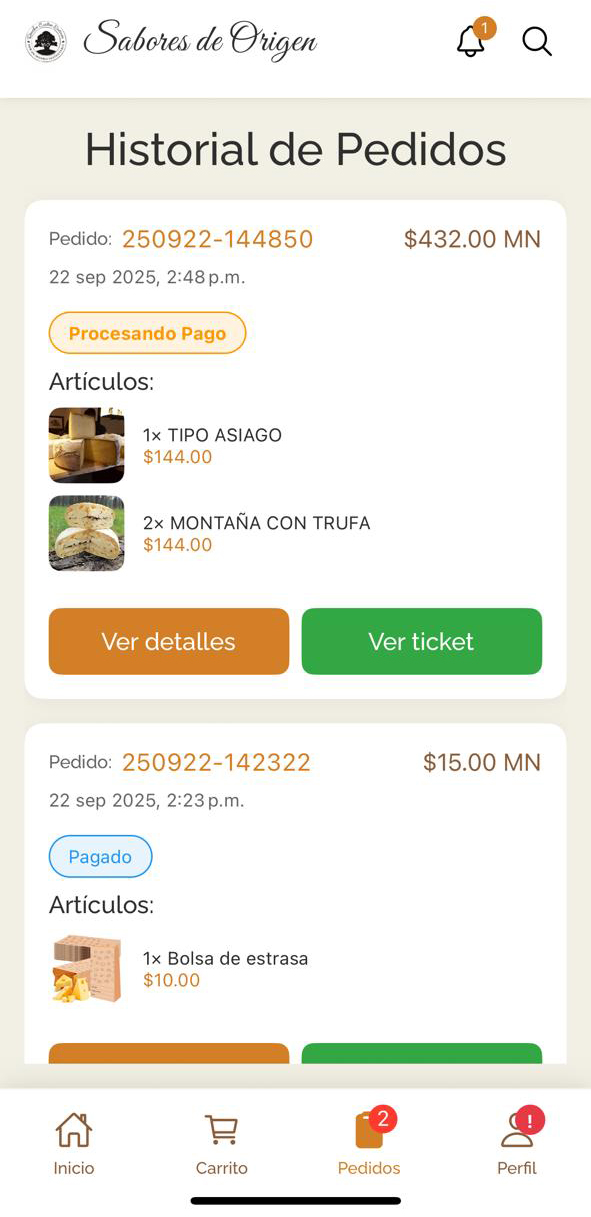 Sabores de Origen
1
Historial de Pedidos
Pedido: 250922-144850 $432.00 MN
22 sep 2025, 2:48 p.m.
Procesando Pago
Artículos:
1× TIPO ASIAGO
$144.00
2× MONTAÑA CON TRUFA
$144.00
Ver detalles Ver ticket
Pedido: 250922-142322 $15.00 MN
22 sep 2025, 2:23 p.m.
Pagado
Artículos:
1× Bolsa de estrasa
$10.00
2 !
Inicio Carrito Pedidos Perfil